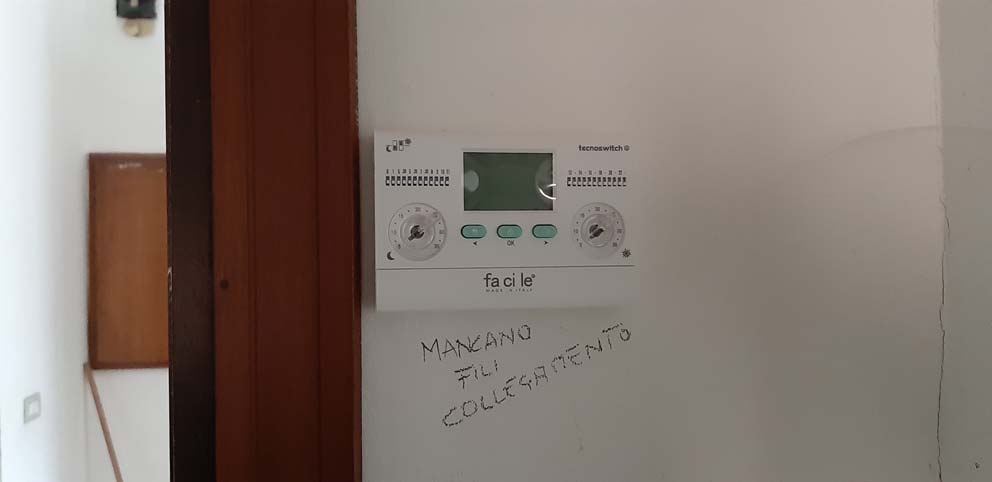 tecnoswitch
OK
fa ci le®
MADE IN ITALY
MANCANO
FILI
COLLEGAMENTO